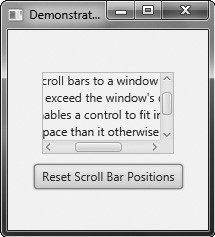 Demonstrat...
croll bars to a window
exceed the window's
ables a control to fit in
pace than it otherwise
Reset Scroll Bar Positions